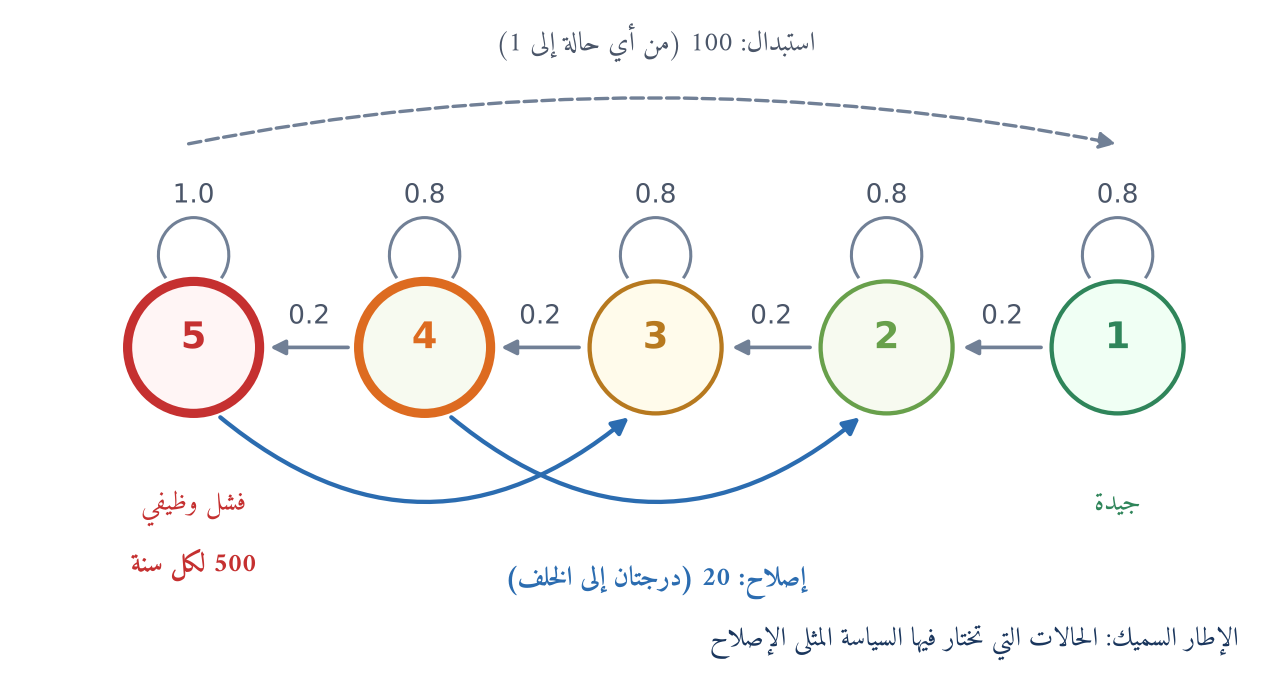 استبدال: 100 (من أي حالة إلى 1)
1.0
0.8
0.8
0.8
0.8
0.2
0.2
0.2
0.2
5
4
3
2
1
فشل وظيفي
جيدة
500 لكل سنة
إصلاح: 20 (درجتان إلى الخلف)
الإطار السميك: الحالات التي تختار فيها السياسة المثلى الإصلاح